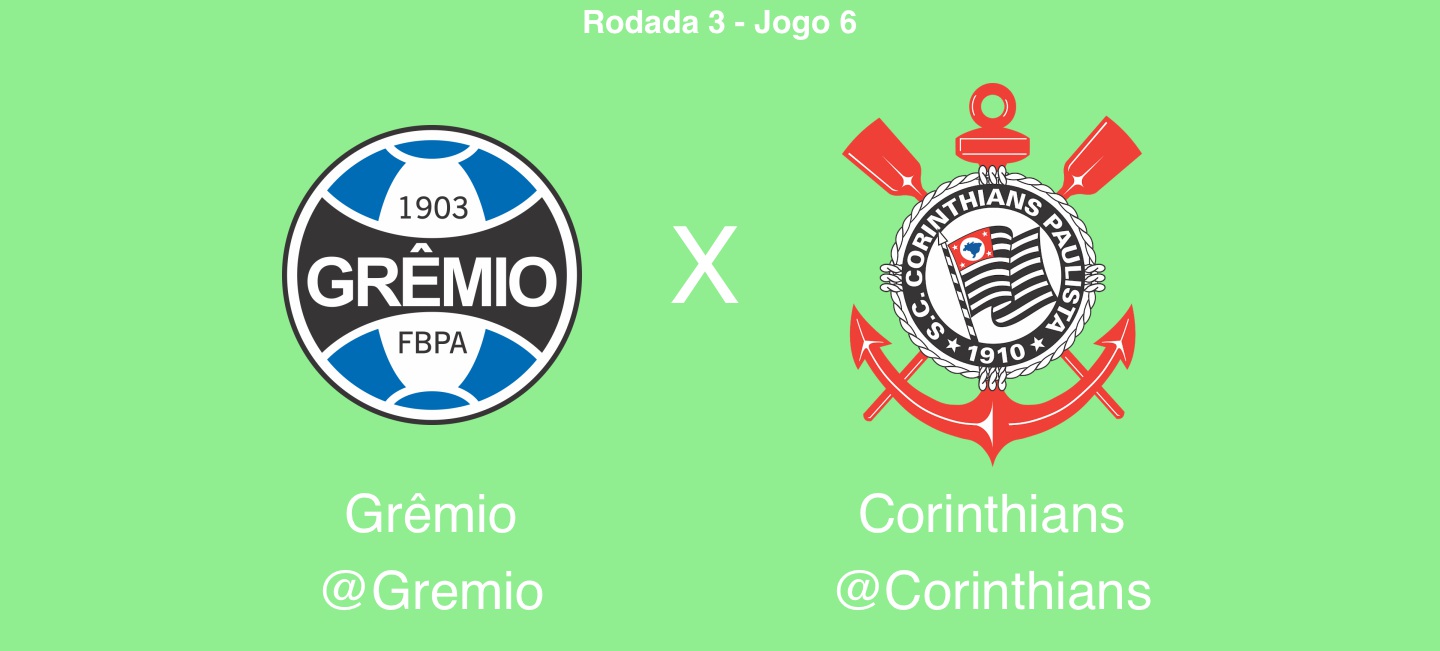 Rodada 3 - Jogo 6
1903
GRÊMIO
FBPA
X
S.C. CORINTHIANS PAULISTA
1910
Grêmio
Corinthians
@Gremio
@Corinthians